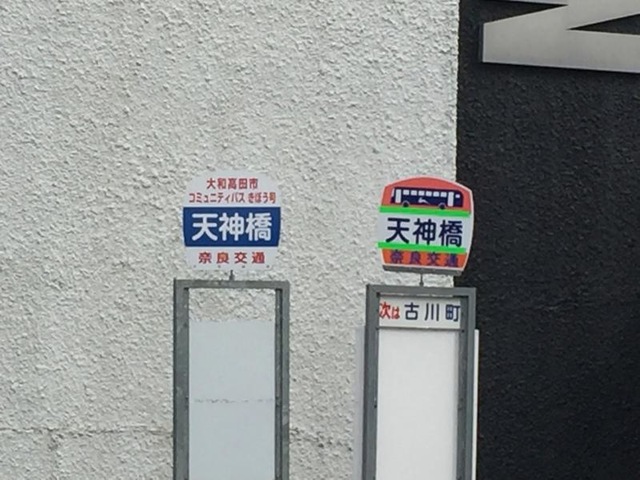 大和高田市
コミュニティバス きぼう号
天神橋
奈良交通
天神橋
奈良交通
次は 古川町